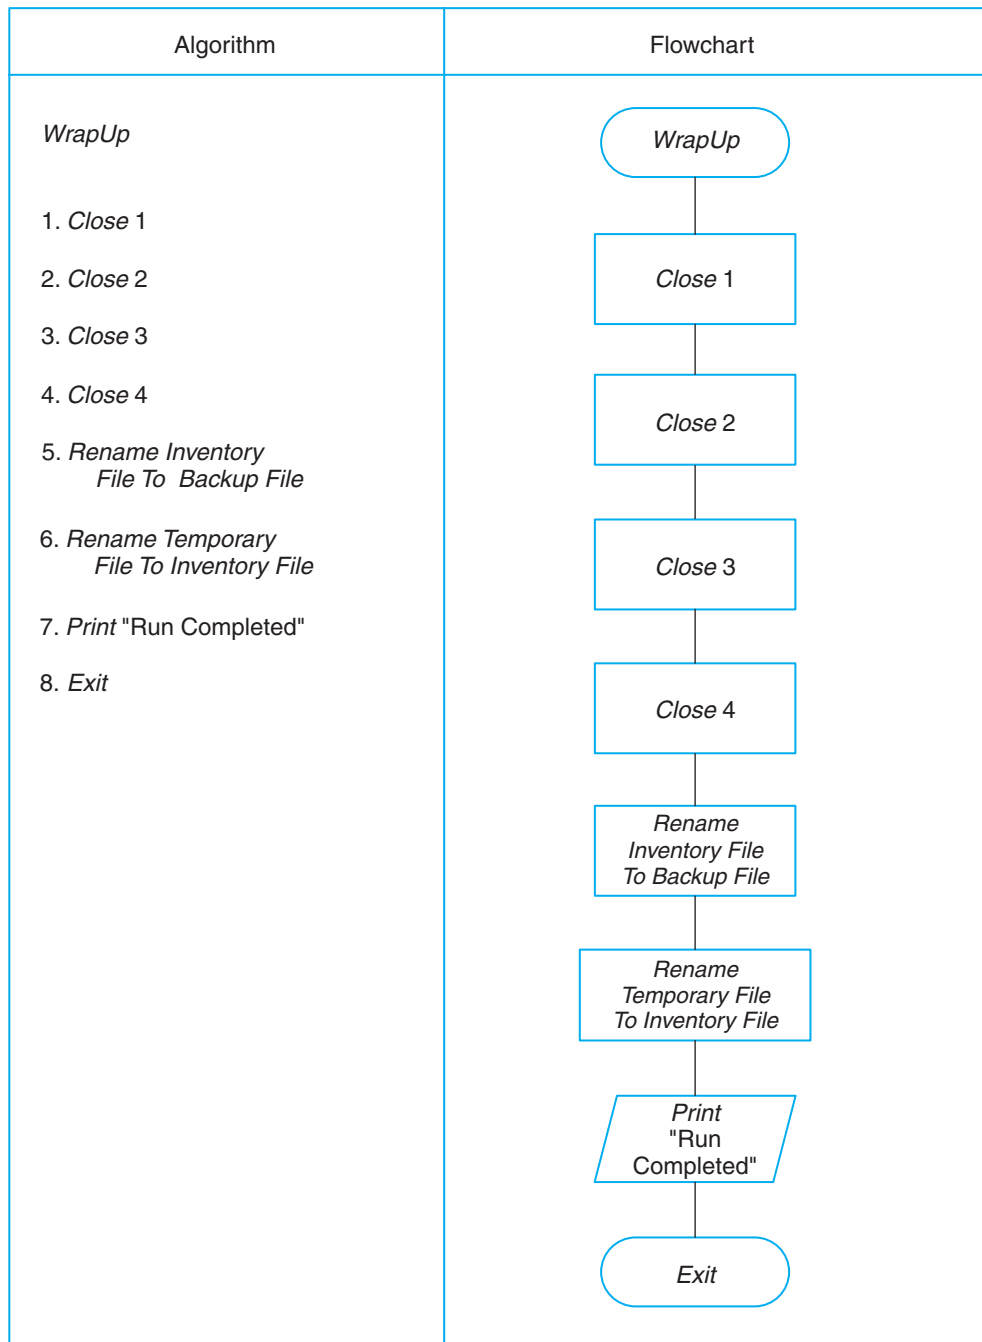 Algorithm
WrapUp
1. Close 1
2. Close 2
3. Close 3
4. Close 4
5. Rename Inventory
File To Backup File
6. Rename Temporary
File To Inventory File
7. Print "Run Completed"
8. Exit
Flowchart
WrapUp
Close 1
Close 2
Close 3
Close 4
Rename
Inventory File
To Backup File
Rename
Temporary File
To Inventory File
Print
"Run
Completed"
Exit